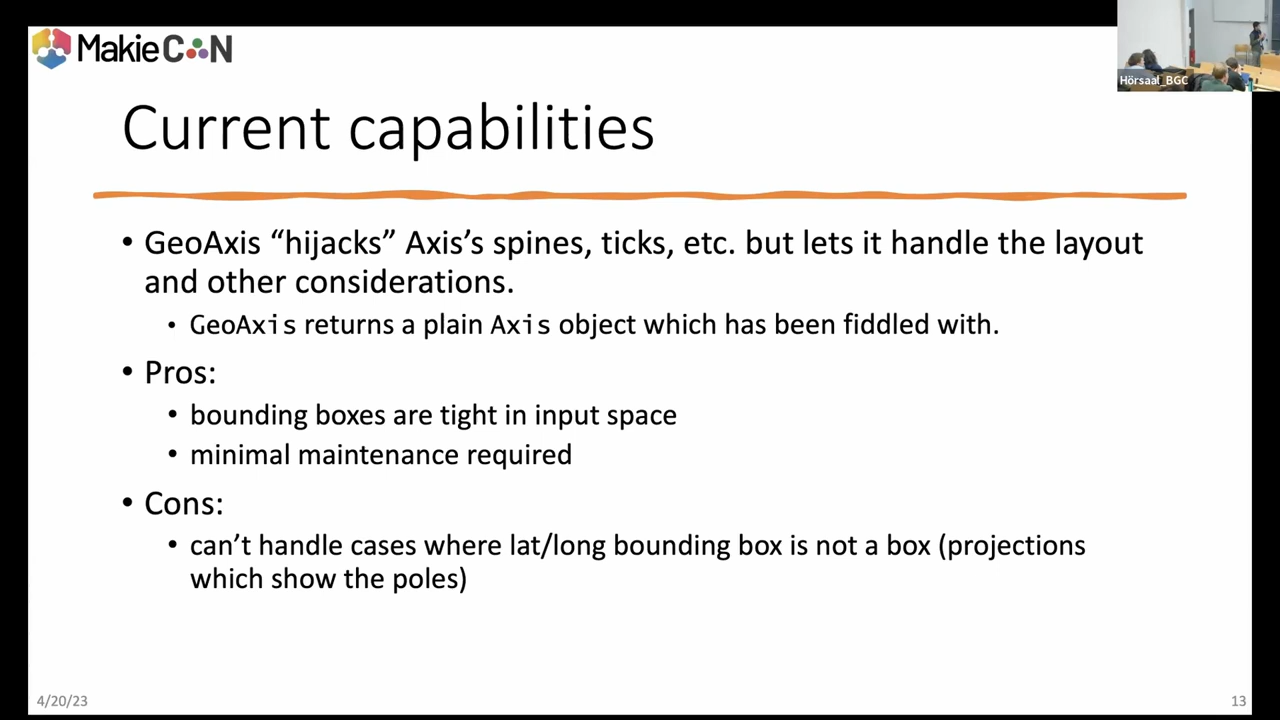 MakieCON
Hörsaal_BGC
Current capabilities
• GeoAxis “hijacks” Axis’s spines, ticks, etc. but lets it handle the layout
and other considerations.
• GeoAxis returns a plain Axis object which has been fiddled with.
• Pros:
• bounding boxes are tight in input space
• minimal maintenance required
• Cons:
• can’t handle cases where lat/long bounding box is not a box (projections
which show the poles)
4/20/23
13